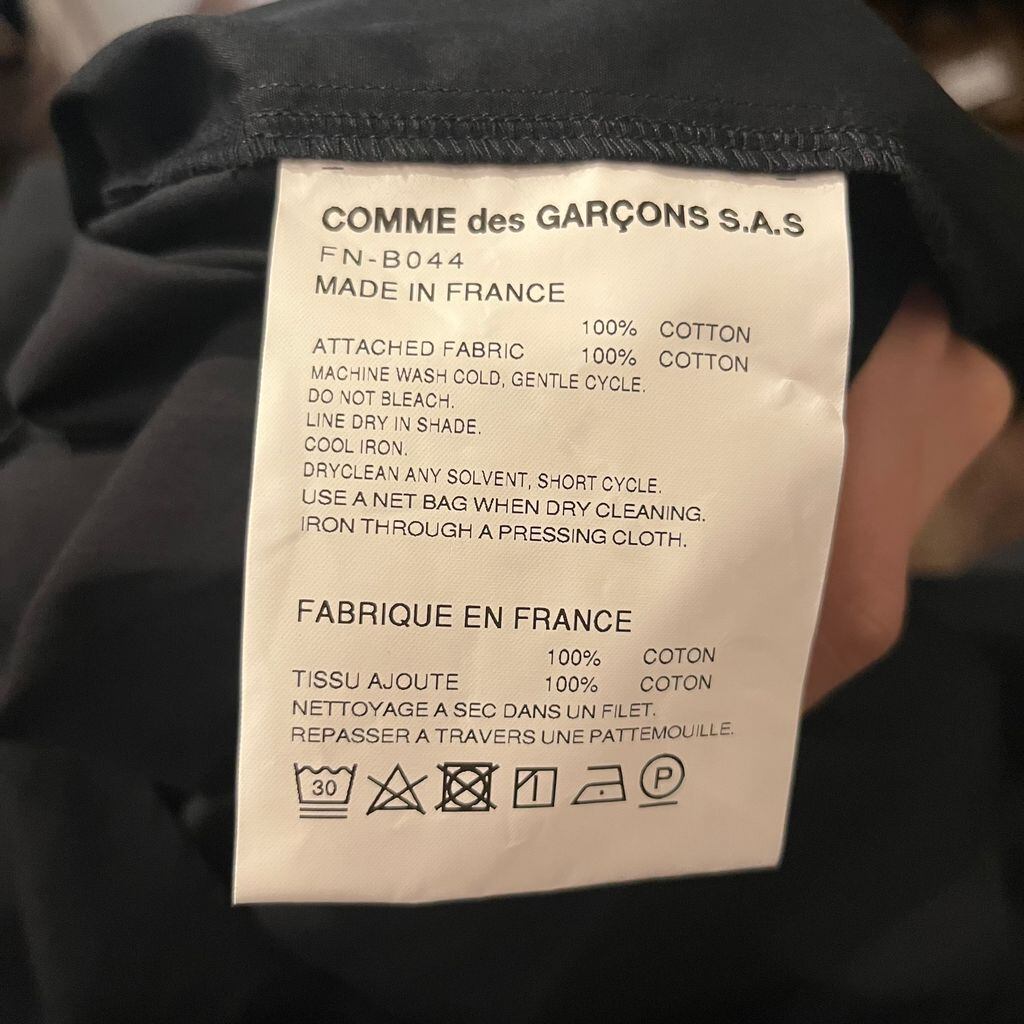 COMME des GARÇONS S.A.S
FN-B044
MADE IN FRANCE
100% COTTON
ATTACHED FABRIC 100% COTTON
MACHINE WASH COLD, GENTLE CYCLE.
DO NOT BLEACH.
LINE DRY IN SHADE.
COOL IRON.
DRYCLEAN ANY SOLVENT, SHORT CYCLE.
USE A NET BAG WHEN DRY CLEANING.
IRON THROUGH A PRESSING CLOTH.
FABRIQUE EN FRANCE
100% COTON
TISSU AJOUTE 100% COTON
NETTOYAGE A SEC DANS UN FILET.
REPASSER A TRAVERS UNE PATTEMOUILLE.
30 P